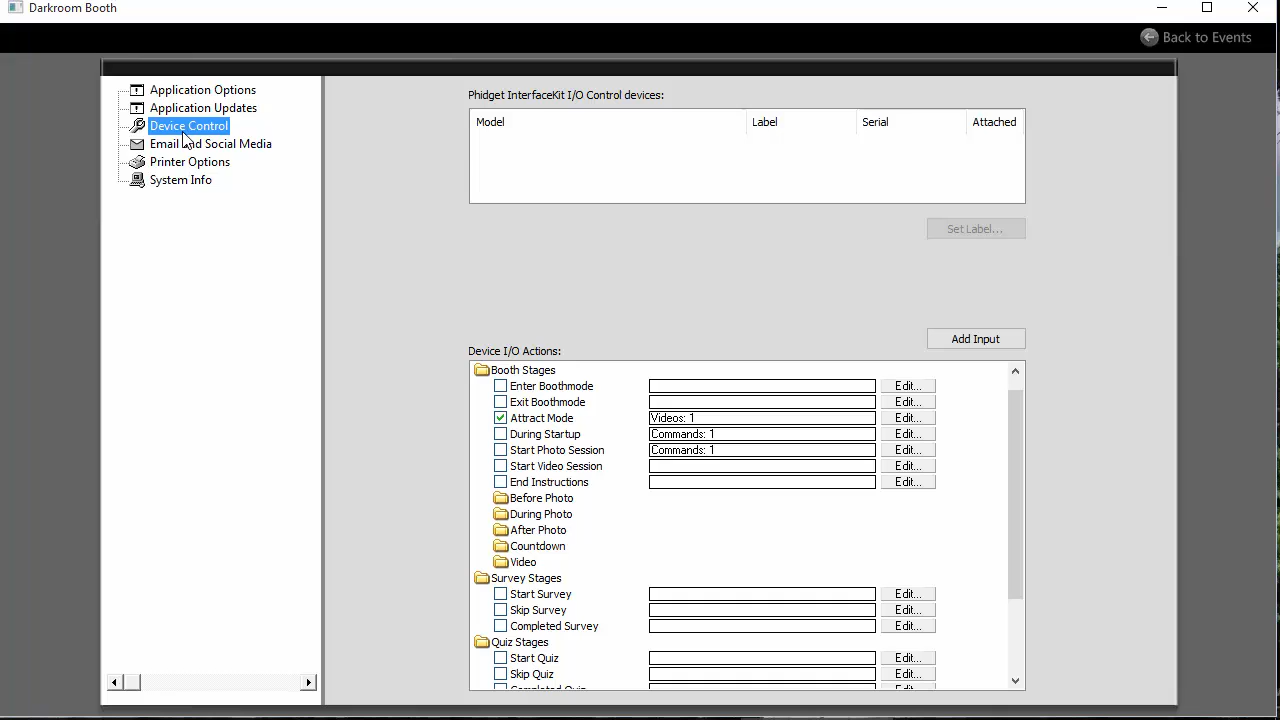 Darkroom Booth
Back to Events
Application Options
Application Updates
Device Control
Email and Social Media
Printer Options
System Info
Phidget InterfaceKit I/O Control devices:
Model Label Serial Attached
Set Label...
Add Input
Device I/O Actions:
Booth Stages
Enter Boothmode Edit...
Exit Boothmode Edit...
Attract Mode Videos: 1 Edit...
During Startup Commands: 1 Edit...
Start Photo Session Commands: 1 Edit...
Start Video Session Edit...
End Instructions Edit...
Before Photo
During Photo
After Photo
Countdown
Video
Survey Stages
Start Survey Edit...
Skip Survey Edit...
Completed Survey Edit...
Quiz Stages
Start Quiz Edit...
Skip Quiz Edit...
Completed Quiz Edit...